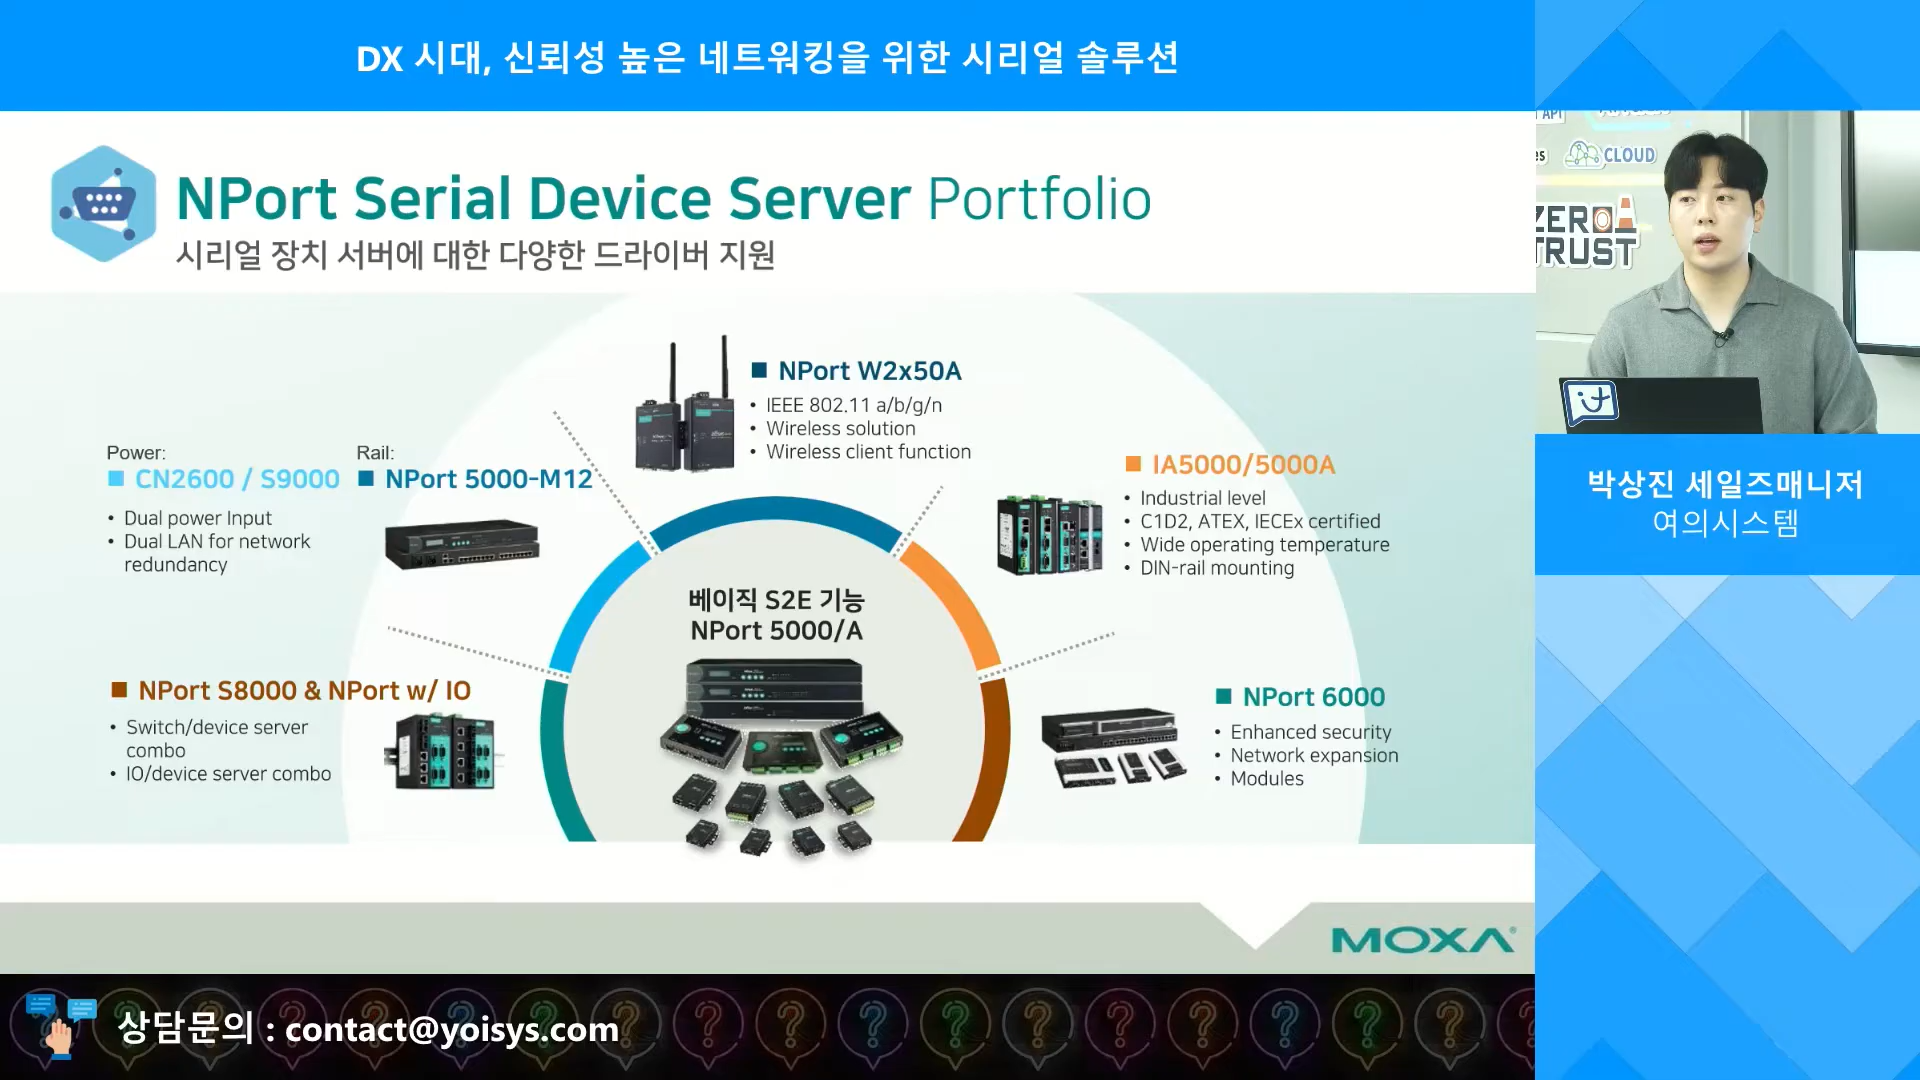 DX 시대, 신뢰성 높은 네트워킹을 위한 시리얼 솔루션
NPort Serial Device Server Portfolio
시리얼 장치 서버에 대한 다양한 드라이버 지원
NPort W2x50A
• IEEE 802.11 a/b/g/n
• Wireless solution
• Wireless client function
Power:
CN2600 / S9000
• Dual power Input
• Dual LAN for network
redundancy
Rail:
NPort 5000-M12
IA5000/5000A
• Industrial level
• C1D2, ATEX, IECEx certified
• Wide operating temperature
• DIN-rail mounting
베이직 S2E 기능
NPort 5000/A
NPort S8000 & NPort w/ IO
• Switch/device server
combo
• IO/device server combo
NPort 6000
• Enhanced security
• Network expansion
• Modules
MOXA
상담문의 : contact@yoisys.com
API
CLOUD
ZERO
TRUST
it
박상진 세일즈매니저
여의시스템